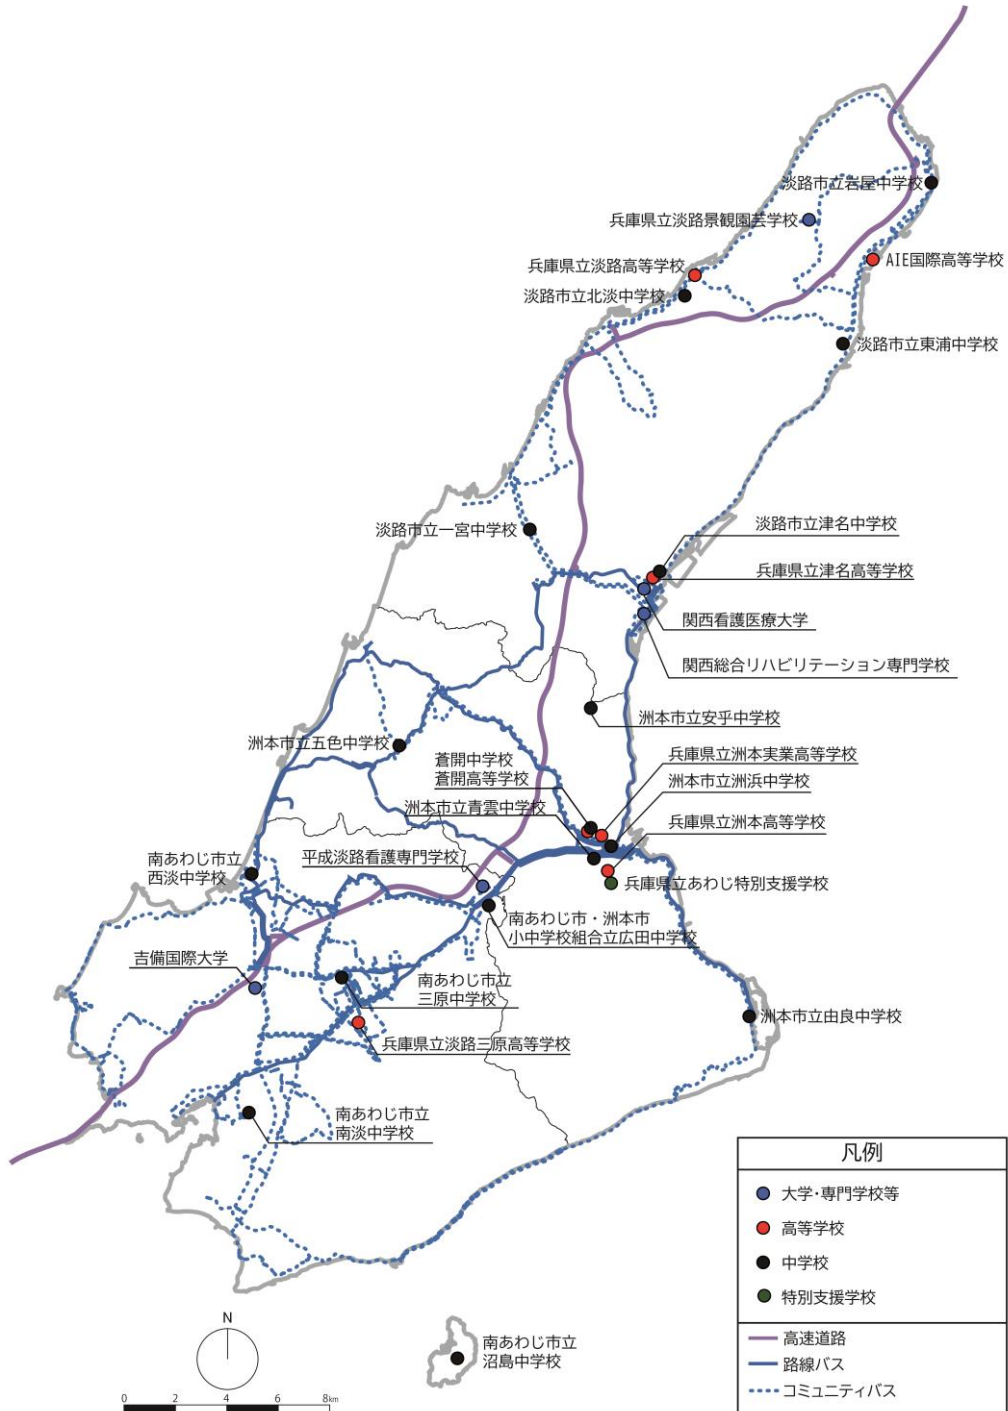 淡路市立岩屋中学校
兵庫県立淡路景観園芸学校
AIE国際高等学校
兵庫県立淡路高等学校
淡路市立北淡中学校
淡路市立東浦中学校
淡路市立津名中学校
淡路市立一宮中学校
兵庫県立津名高等学校
関西看護医療大学
関西総合リハビリテーション専門学校
洲本市立安乎中学校
洲本市立五色中学校
蒼開中学校
蒼開高等学校
兵庫県立洲本実業高等学校
洲本市立洲浜中学校
洲本市立青雲中学校
兵庫県立洲本高等学校
南あわじ市立
西淡中学校
平成淡路看護専門学校
兵庫県立あわじ特別支援学校
南あわじ市・洲本市
小中学校組合立広田中学校
吉備国際大学
南あわじ市立
三原中学校
洲本市立由良中学校
兵庫県立淡路三原高等学校
南あわじ市立
南淡中学校
凡例
大学・専門学校等
高等学校
中学校
特別支援学校
高速道路
路線バス
コミュニティバス
N
南あわじ市立
沼島中学校
0 2 4 6 8km